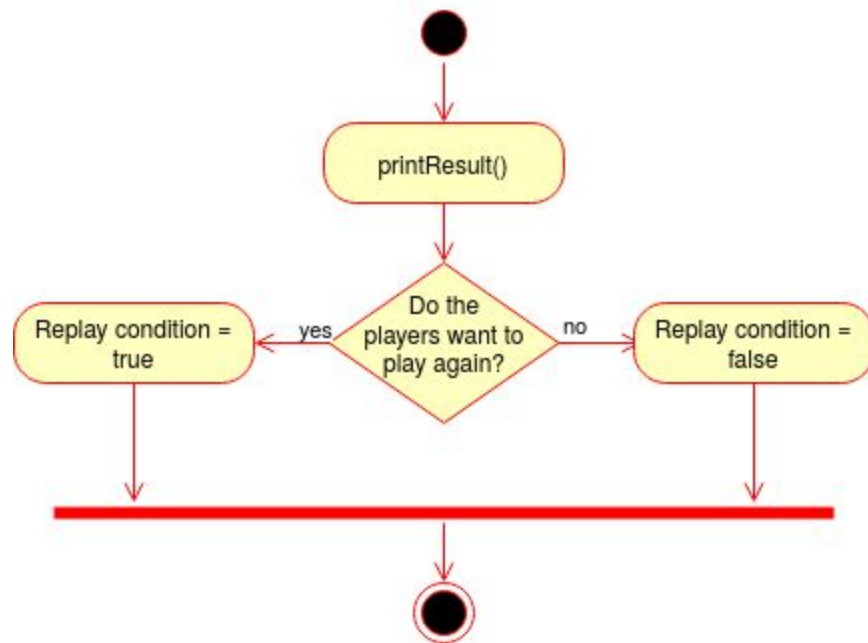 printResult()
Do the
players want to
play again?
yes
no
Replay condition =
true
Replay condition =
false